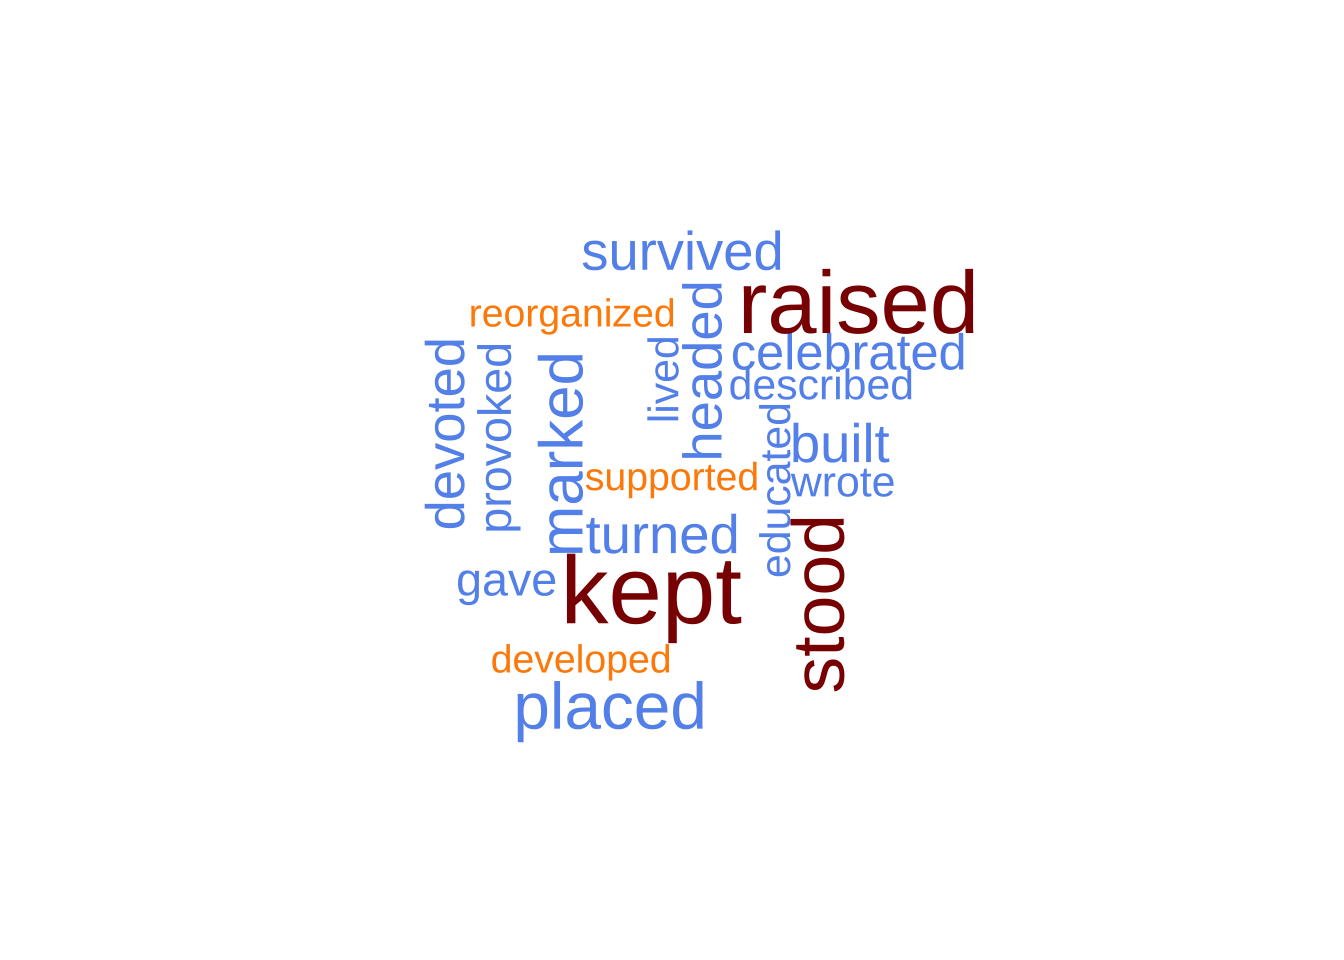 survived
raised
reorganized
headed
celebrated
lived
described
devoted
provoked
marked
built
educated
supported
wrote
turned
stood
gave
kept
developed
placed